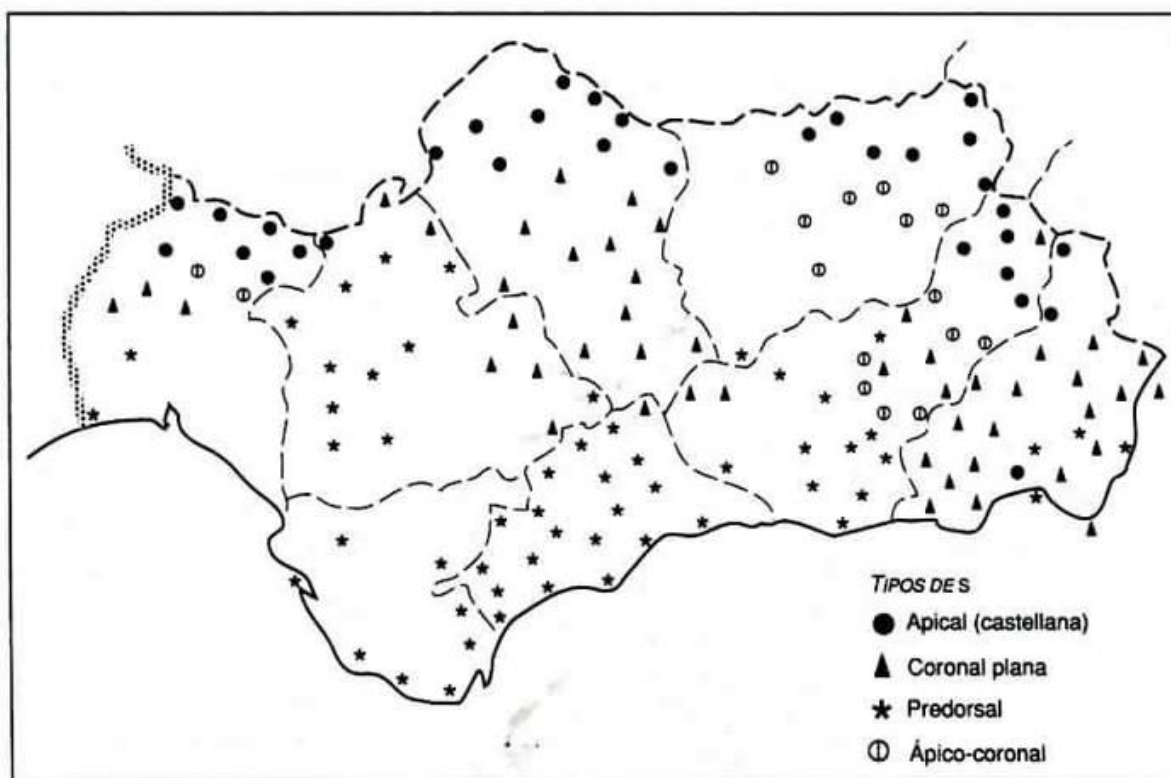 TIPOS DE S
Apical (castellana)
Coronal plana
Predorsal
Ápico-coronal